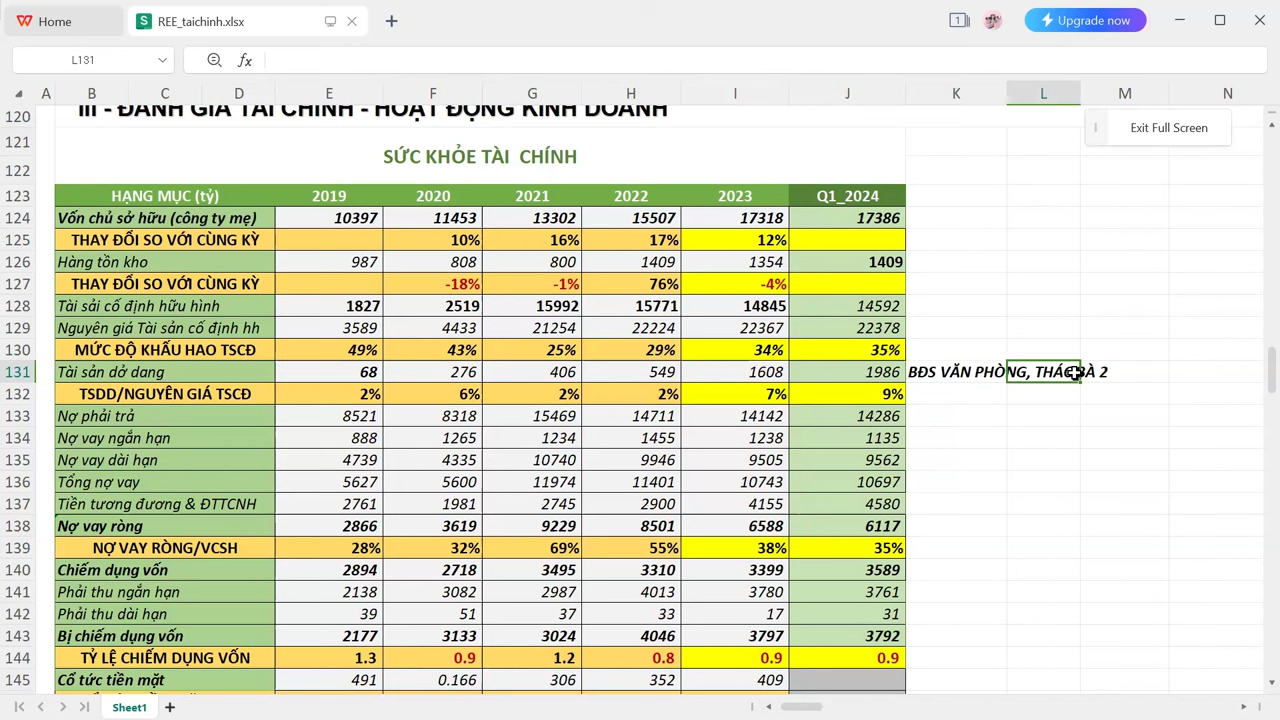 Home REE_taichinh.xlsx 1 Upgrade now
L131 fx
A B C D E F G H I J K L M N
120 III - ĐÁNH GIÁ TÀI CHÍNH - HOẠT ĐỘNG KINH DOANH
Exit Full Screen
121
SỨC KHỎE TÀI CHÍNH
122
123 HẠNG MỤC (tỷ) 2019 2020 2021 2022 2023 Q1_2024
124 Vốn chủ sở hữu (công ty mẹ) 10397 11453 13302 15507 17318 17386
125 THAY ĐỔI SO VỚI CÙNG KỲ 10% 16% 17% 12%
126 Hàng tồn kho 987 808 800 1409 1354 1409
127 THAY ĐỔI SO VỚI CÙNG KỲ -18% -1% 76% -4%
128 Tài sải cố định hữu hình 1827 2519 15992 15771 14845 14592
129 Nguyên giá Tài sản cố định hh 3589 4433 21254 22224 22367 22378
130 MỨC ĐỘ KHẤU HAO TSCĐ 49% 43% 25% 29% 34% 35%
131 Tài sản dở dang 68 276 406 549 1608 1986 BĐS VĂN PHÒNG, THÁC BÀ 2
132 TSDD/NGUYÊN GIÁ TSCĐ 2% 6% 2% 2% 7% 9%
133 Nợ phải trả 8521 8318 15469 14711 14142 14286
134 Nợ vay ngắn hạn 888 1265 1234 1455 1238 1135
135 Nợ vay dài hạn 4739 4335 10740 9946 9505 9562
136 Tổng nợ vay 5627 5600 11974 11401 10743 10697
137 Tiền tương đương & ĐTTCNH 2761 1981 2745 2900 4155 4580
138 Nợ vay ròng 2866 3619 9229 8501 6588 6117
139 NỢ VAY RÒNG/VCSH 28% 32% 69% 55% 38% 35%
140 Chiếm dụng vốn 2894 2718 3495 3310 3399 3589
141 Phải thu ngắn hạn 2138 3082 2987 4013 3780 3761
142 Phải thu dài hạn 39 51 37 33 17 31
143 Bị chiếm dụng vốn 2177 3133 3024 4046 3797 3792
144 TỶ LỆ CHIẾM DỤNG VỐN 1.3 0.9 1.2 0.8 0.9 0.9
145 Cổ tức tiền mặt 491 0.166 306 352 409
Sheet1